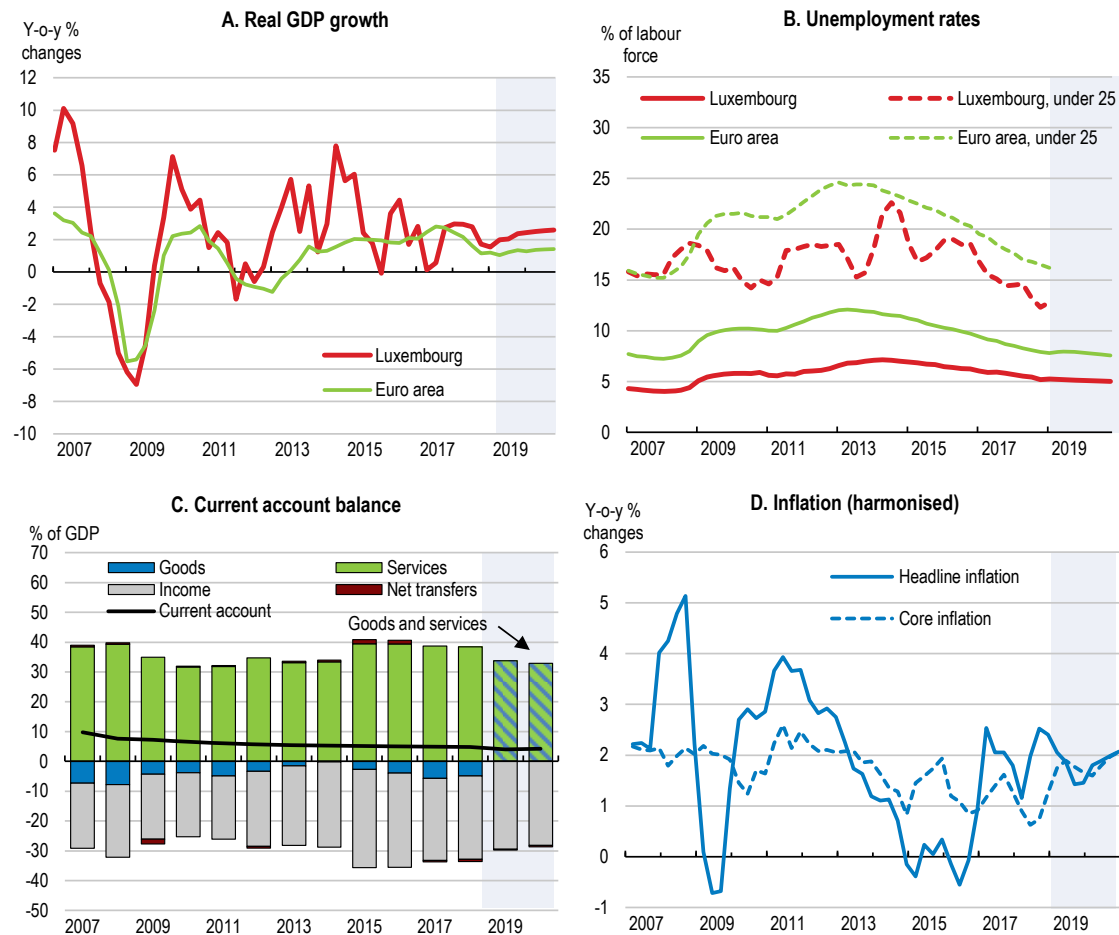 A. Real GDP growth
Y-o-y %
changes
12
10
8
6
4
2
0
-2
-4
-6
-8
-10
Luxembourg
Euro area
2007 2009 2011 2013 2015 2017 2019
B. Unemployment rates
% of labour
force
35
30
25
20
15
10
5
0
Luxembourg
Luxembourg, under 25
Euro area
Euro area, under 25
2007 2009 2011 2013 2015 2017 2019
C. Current account balance
% of GDP
70
60
50
40
30
20
10
0
-10
-20
-30
-40
-50
Goods
Services
Income
Net transfers
Current account
Goods and services
2007 2009 2011 2013 2015 2017 2019
D. Inflation (harmonised)
Y-o-y %
changes
6
5
4
3
2
1
0
-1
Headline inflation
Core inflation
2007 2009 2011 2013 2015 2017 2019